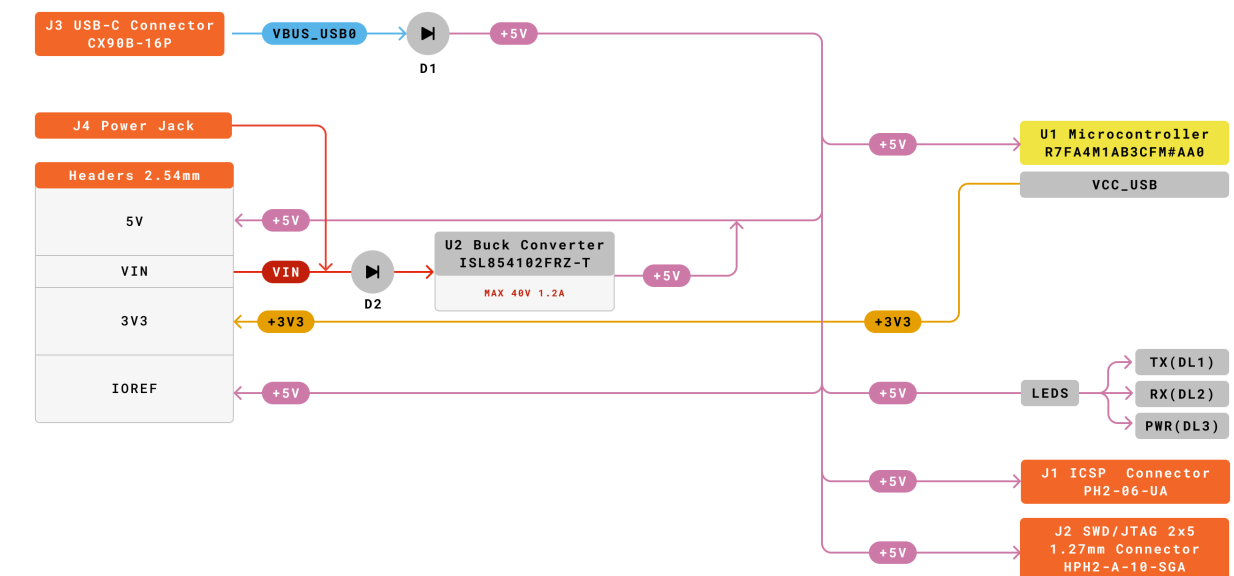 J3 USB-C Connector
CX90B-16P
VBUS_USB0
+5V
D1
J4 Power Jack
+5V
U1 Microcontroller
R7FA4M1AB3CFM#AA0
VCC_USB
Headers 2.54mm
5V
+5V
VIN
VIN
D2
U2 Buck Converter
ISL854102FRZ-T
MAX 40V 1.2A
+5V
3V3
+3V3
+3V3
IOREF
+5V
+5V
LEDS
TX(DL1)
RX(DL2)
PWR(DL3)
+5V
J1 ICSP Connector
PH2-06-UA
+5V
J2 SWD/JTAG 2x5
1.27mm Connector
HPH2-A-10-SGA